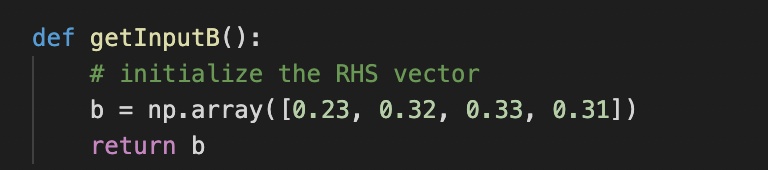 def getInputB():
    # initialize the RHS vector
    b = np.array([0.23, 0.32, 0.33, 0.31])
    return b